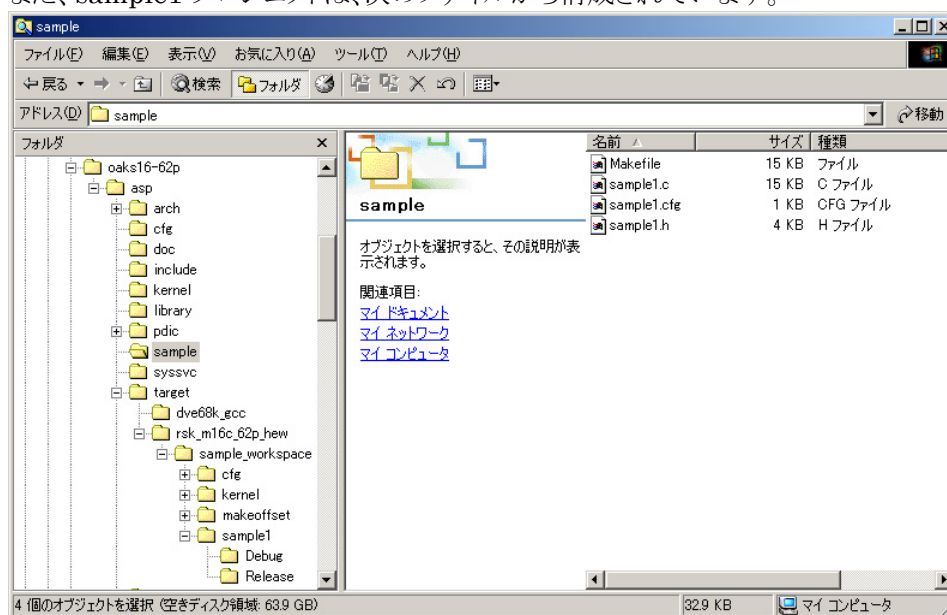 また、sample1 プロジェクトは、次のファイルから構成されています。
sample
ファイル(F) 編集(E) 表示(V) お気に入り(A) ツール(T) ヘルプ(H)
戻る 検索 フォルダ
アドレス(D) sample 移動
フォルダ ×
oaks16-62p
asp
arch
cfg
doc
include
kernel
library
pdic
sample
syssvc
target
dve68k_gcc
rsk_m16c_62p_hew
sample_workspace
cfg
kernel
makeoffset
sample1
Debug
Release
sample
オブジェクトを選択すると、その説明が表
示されます。
関連項目:
マイ ドキュメント
マイ ネットワーク
マイ コンピュータ
名前 サイズ 種類
Makefile 15 KB ファイル
sample1.c 15 KB C ファイル
sample1.cfg 1 KB CFG ファイル
sample1.h 4 KB H ファイル
4 個のオブジェクトを選択 (空きディスク領域: 63.9 GB) 32.9 KB マイ コンピュータ